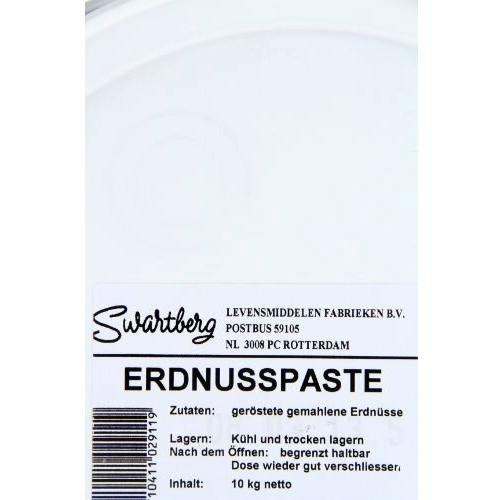 Swartberg
LEVENSMIDDELEN FABRIEKEN B.V.
POSTBUS 59105
NL 3008 PC ROTTERDAM
ERDNUSSPASTE
Zutaten: geröstete gemahlene Erdnüsse
Lagern: Kühl und trocken lagern
Nach dem Öffnen: begrenzt haltbar
Dose wieder gut verschliessen
Inhalt: 10 kg netto
10411029119